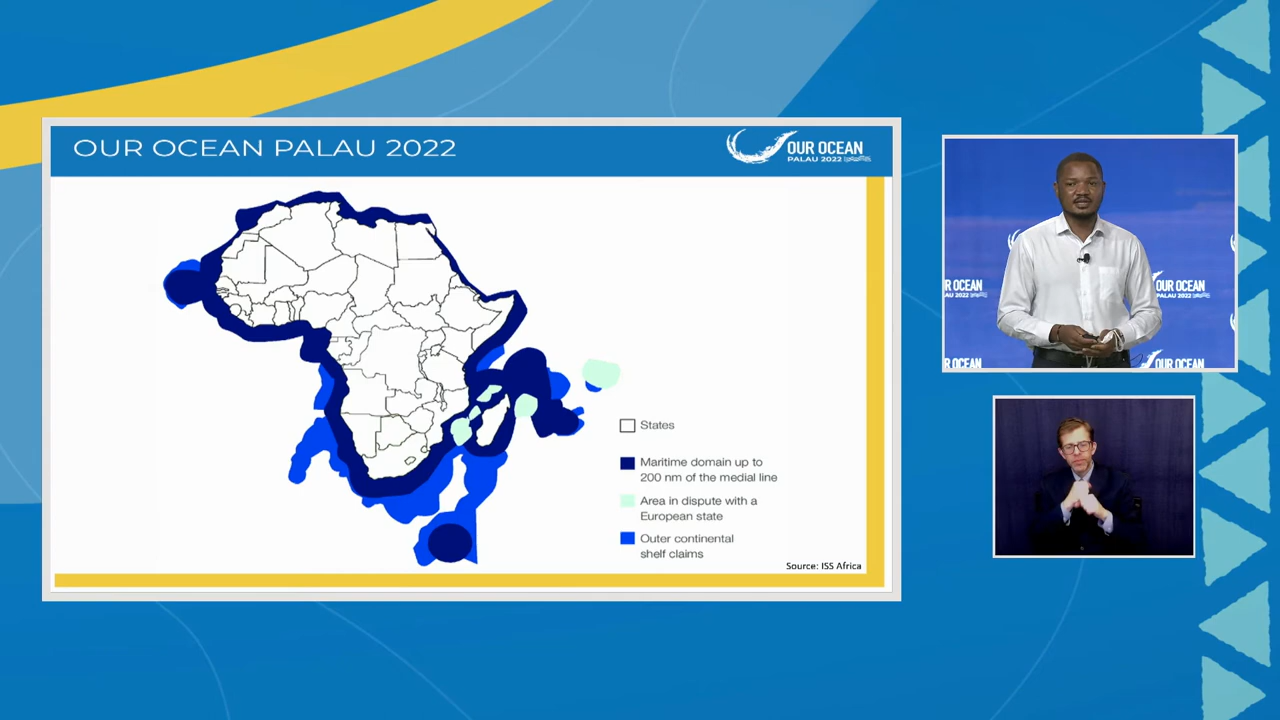 OUR OCEAN PALAU 2022
OUR OCEAN
PALAU 2022
States
Maritime domain up to
200 nm of the medial line
Area in dispute with a
European state
Outer continental
shelf claims
Source: ISS Africa
R OCEAN
AU 2022
OUR OCEAN
PALAU 2022
OCEAN
OUR OCEAN